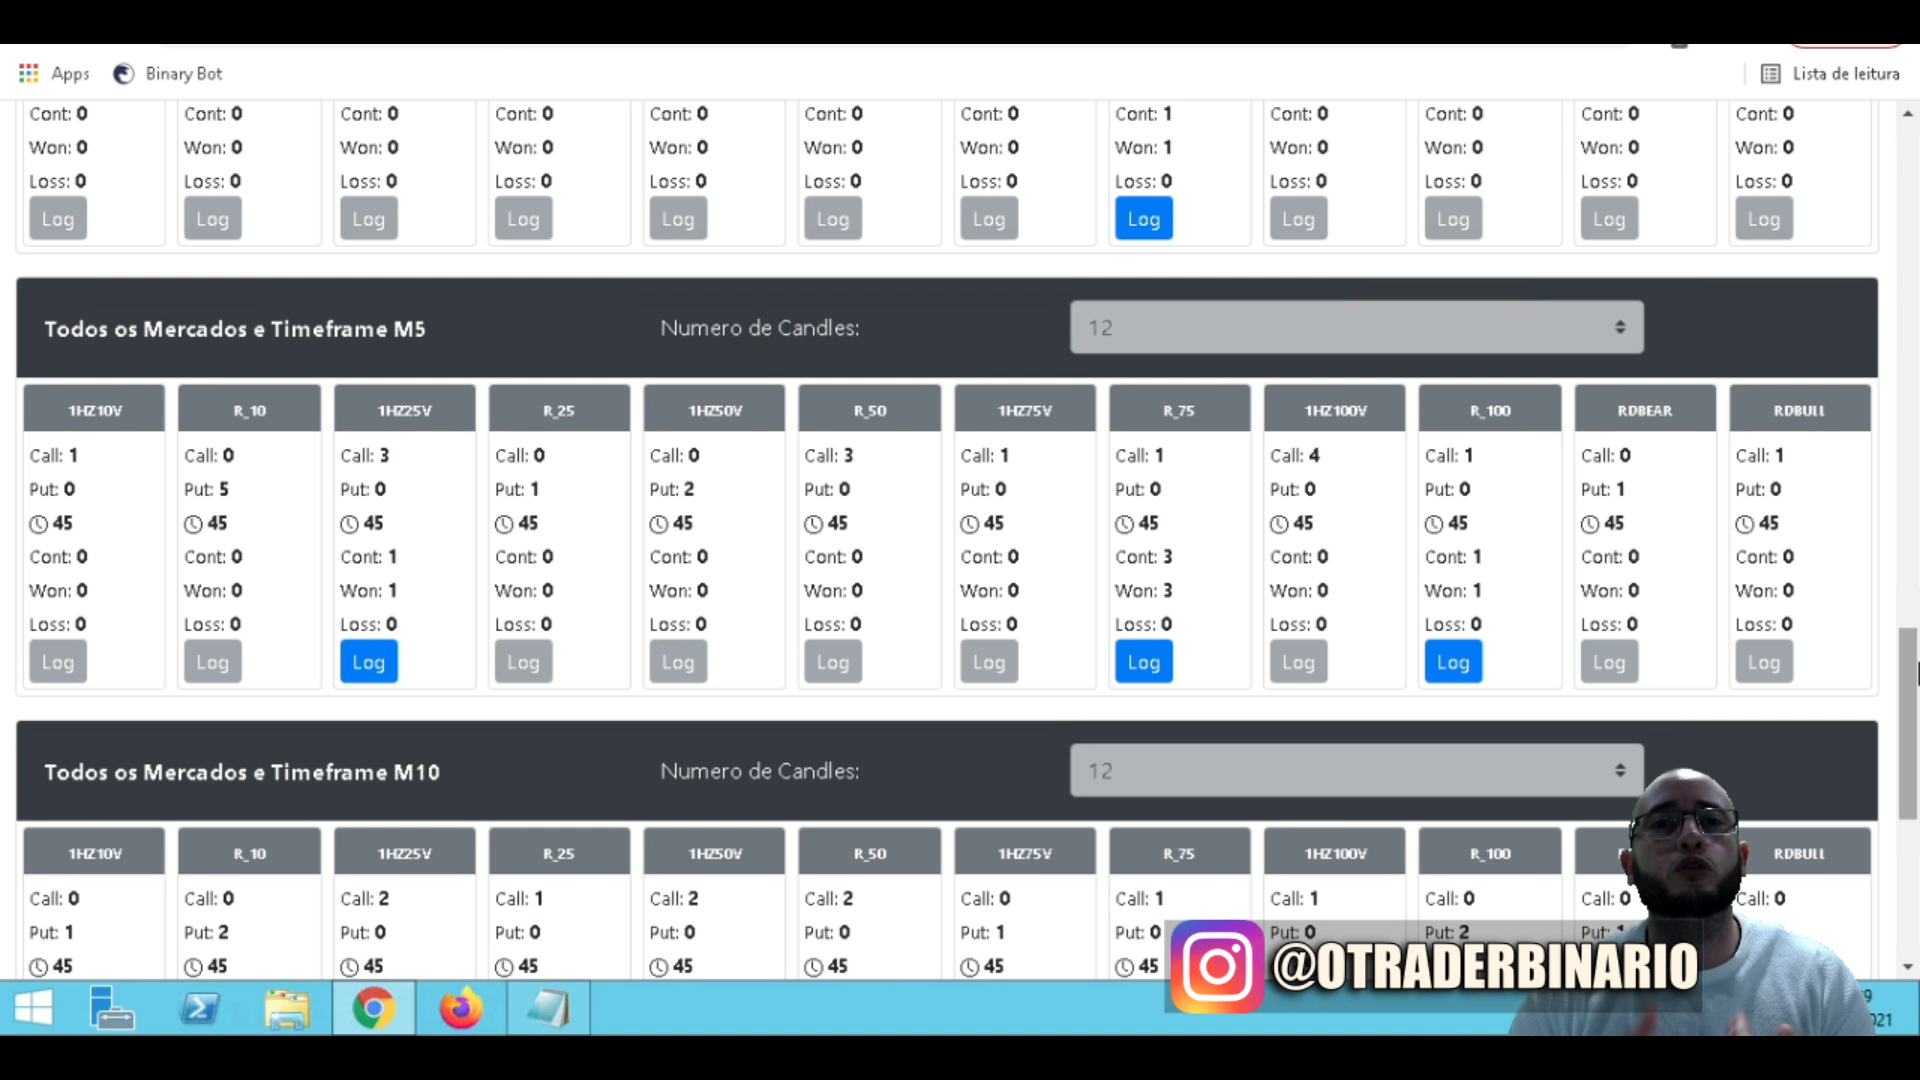 Apps Binary Bot Lista de leitura
Cont: 0 Cont: 0 Cont: 0 Cont: 0 Cont: 0 Cont: 0 Cont: 0 Cont: 1 Cont: 0 Cont: 0 Cont: 0 Cont: 0
Won: 0 Won: 0 Won: 0 Won: 0 Won: 0 Won: 0 Won: 0 Won: 1 Won: 0 Won: 0 Won: 0 Won: 0
Loss: 0 Loss: 0 Loss: 0 Loss: 0 Loss: 0 Loss: 0 Loss: 0 Loss: 0 Loss: 0 Loss: 0 Loss: 0 Loss: 0
Log Log Log Log Log Log Log Log Log Log Log Log
Todos os Mercados e Timeframe M5 Numero de Candles: 12
1HZ10V R_10 1HZ25V R_25 1HZ50V R_50 1HZ75V R_75 1HZ100V R_100 RDBEAR RDBULL
Call: 1 Call: 0 Call: 3 Call: 0 Call: 0 Call: 3 Call: 1 Call: 1 Call: 4 Call: 1 Call: 0 Call: 1
Put: 0 Put: 5 Put: 0 Put: 1 Put: 2 Put: 0 Put: 0 Put: 0 Put: 0 Put: 0 Put: 1 Put: 0
45 45 45 45 45 45 45 45 45 45 45 45
Cont: 0 Cont: 0 Cont: 1 Cont: 0 Cont: 0 Cont: 0 Cont: 0 Cont: 3 Cont: 0 Cont: 1 Cont: 0 Cont: 0
Won: 0 Won: 0 Won: 1 Won: 0 Won: 0 Won: 0 Won: 0 Won: 3 Won: 0 Won: 1 Won: 0 Won: 0
Loss: 0 Loss: 0 Loss: 0 Loss: 0 Loss: 0 Loss: 0 Loss: 0 Loss: 0 Loss: 0 Loss: 0 Loss: 0 Loss: 0
Log Log Log Log Log Log Log Log Log Log Log Log
Todos os Mercados e Timeframe M10 Numero de Candles: 12
1HZ10V R_10 1HZ25V R_25 1HZ50V R_50 1HZ75V R_75 1HZ100V R_100 RDBULL
Call: 0 Call: 0 Call: 2 Call: 1 Call: 2 Call: 2 Call: 0 Call: 1 Call: 1 Call: 0 Call: 0 Call: 0
Put: 1 Put: 2 Put: 0 Put: 0 Put: 0 Put: 0 Put: 1 Put: 0 Put: 0 Put: 2 Put:
45 45 45 45 45 45 45 45
@OTRADERBINARIO